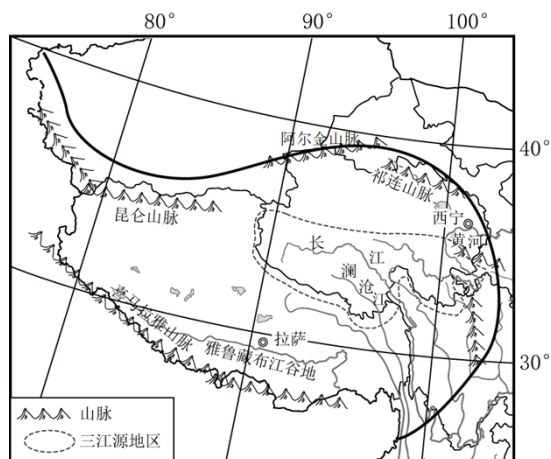 80° 90° 100°
阿尔金山脉
40°
祁连山脉
昆仑山脉
西宁
黄河
长江
澜沧江
喜马拉雅山脉
拉萨
雅鲁藏布江谷地
30°
山脉
三江源地区